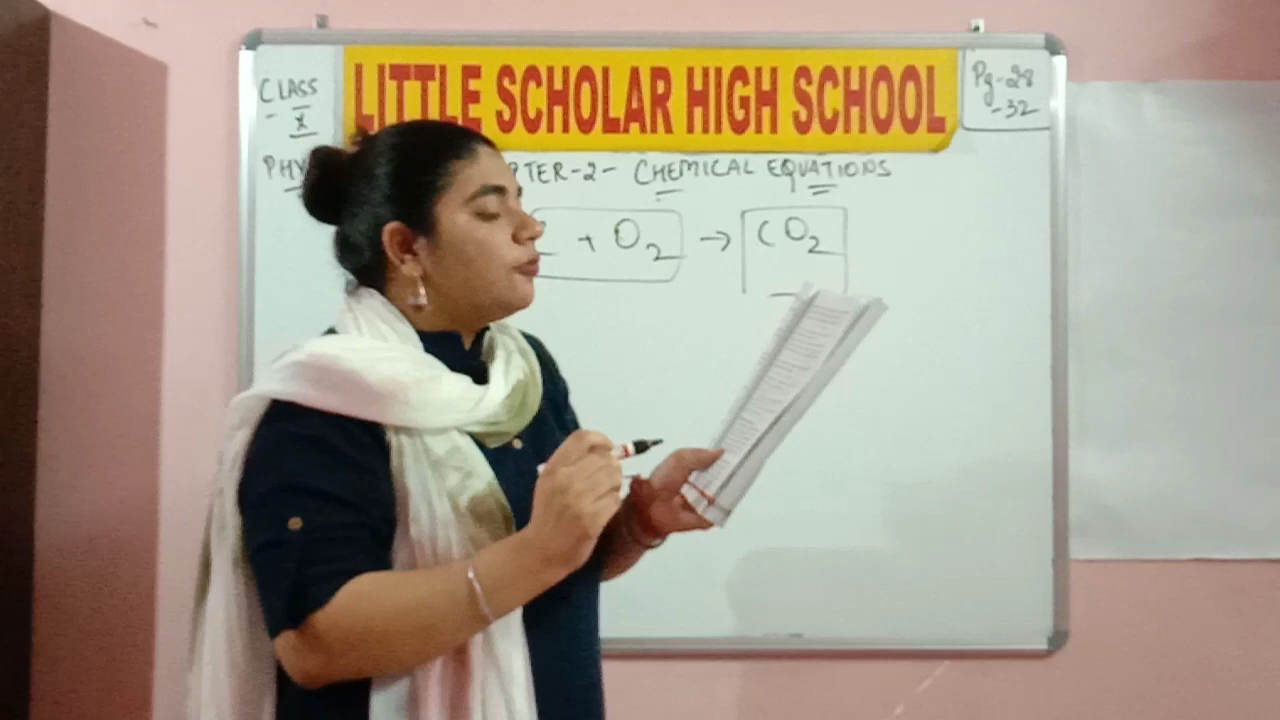 CLASS
X
LITTLE SCHOLAR HIGH SCHOOL
Pg-28
-32
PTER-2- CHEMICAL EQUATIONS
+ O2 → CO2